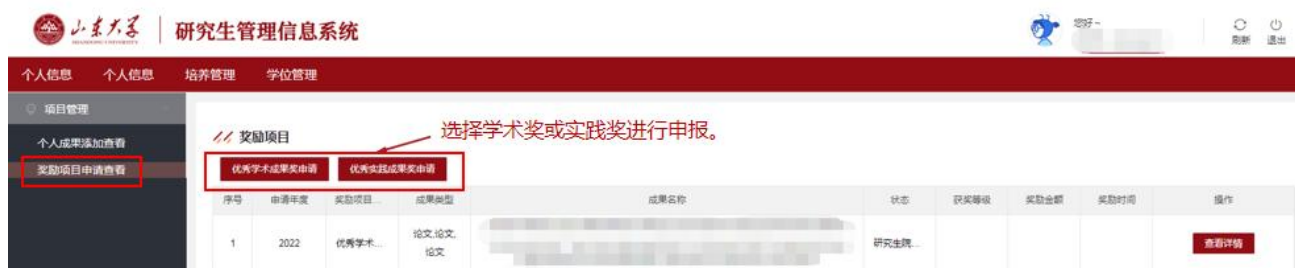 山东大学
SHANDONG UNIVERSITY
研究生管理信息系统
您好~
刷新
退出
个人信息
个人信息
培养管理
学位管理
项目管理
个人成果添加查看
奖励项目申请查看
奖励项目
选择学术奖或实践奖进行申报。
优秀学术成果奖申请
优秀实践成果奖申请
序号
申请年度
奖励项目...
成果类型
成果名称
状态
获奖等级
奖励金额
奖励时间
操作
1
2022
优秀学术...
论文,论文,
论文
研究生院...
查看详情